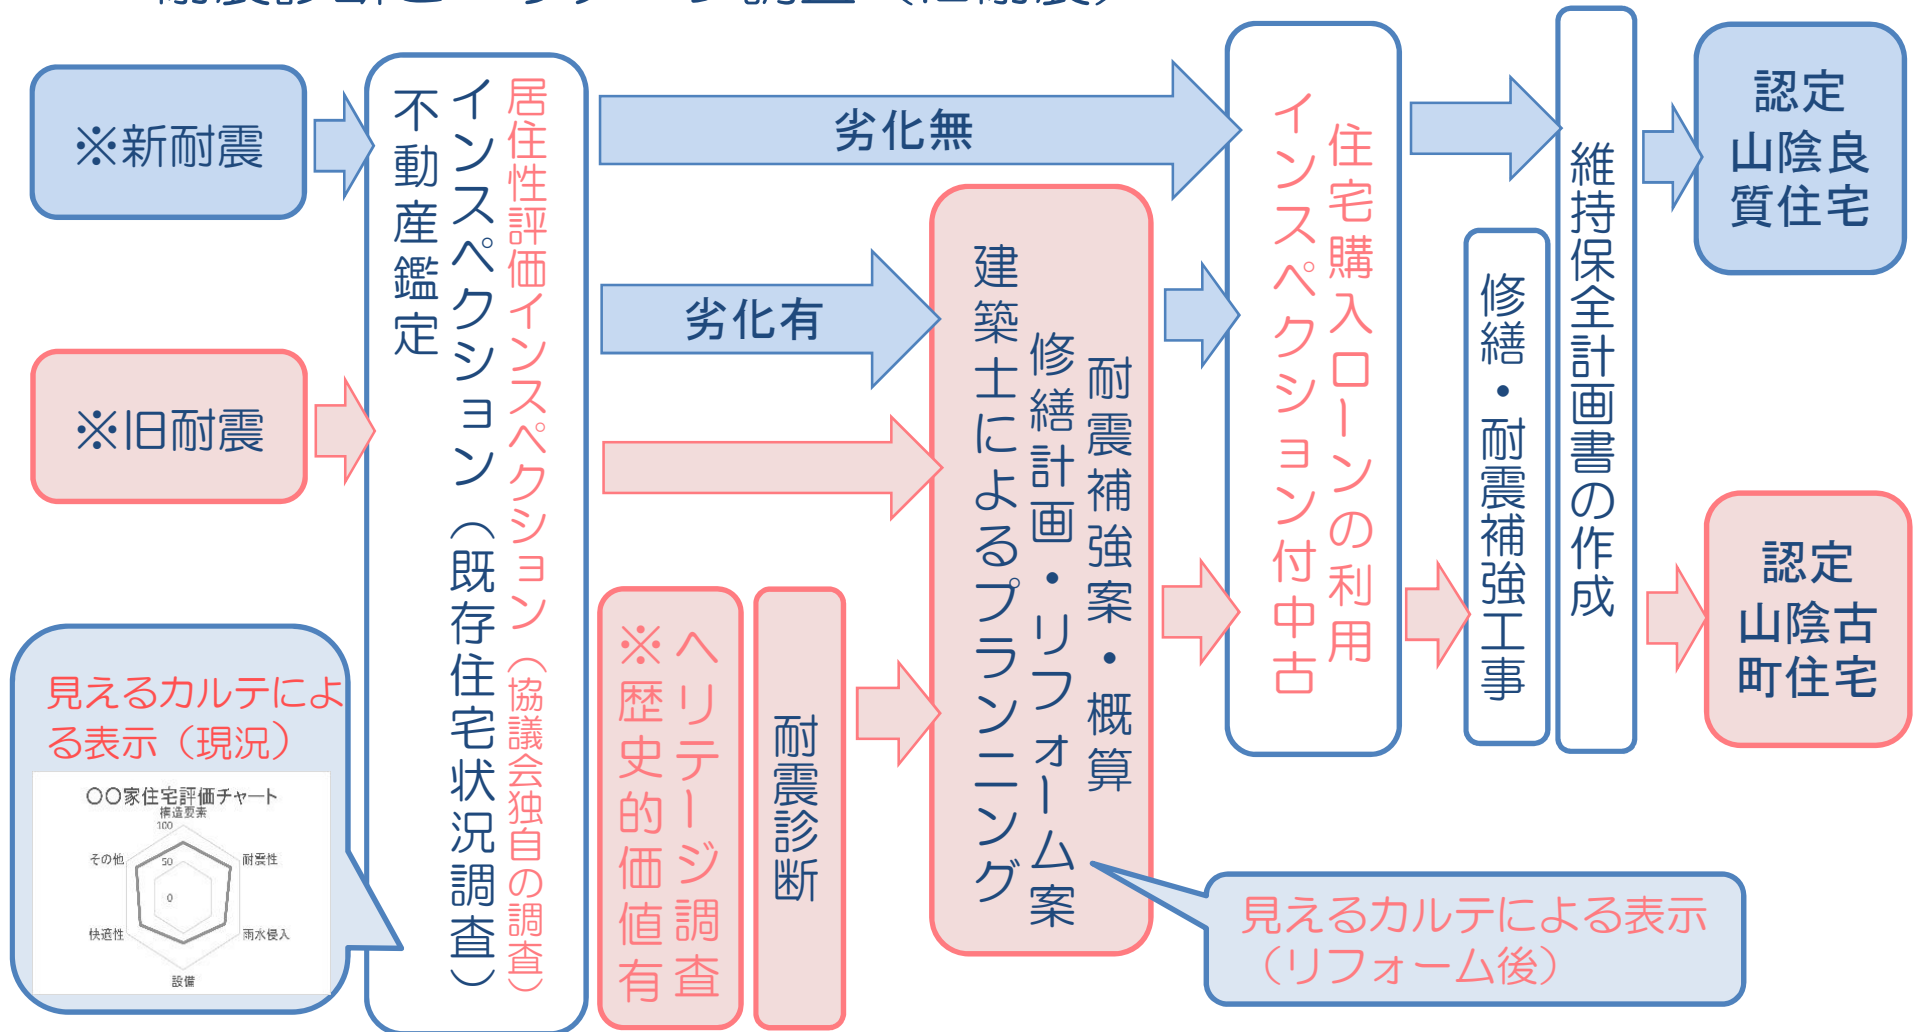 ※新耐震
※旧耐震
不動産鑑定
インスペクション（既存住宅状況調査）
居住性評価インスペクション（協議会独自の調査）
見えるカルテによ
る表示（現況）
〇〇家住宅評価チャート
構造要素
100
50
0
その他
耐震性
快適性
雨水侵入
設備
劣化無
劣化有
ヘリテージ調査
※歴史的価値有
耐震診断
建築士によるプランニング
修繕計画・リフォーム案
耐震補強案・概算
見えるカルテによる表示
（リフォーム後）
インスペクション付中古
住宅購入ローンの利用
修繕・耐震補強工事
維持保全計画書の作成
認定
山陰良
質住宅
認定
山陰古
町住宅